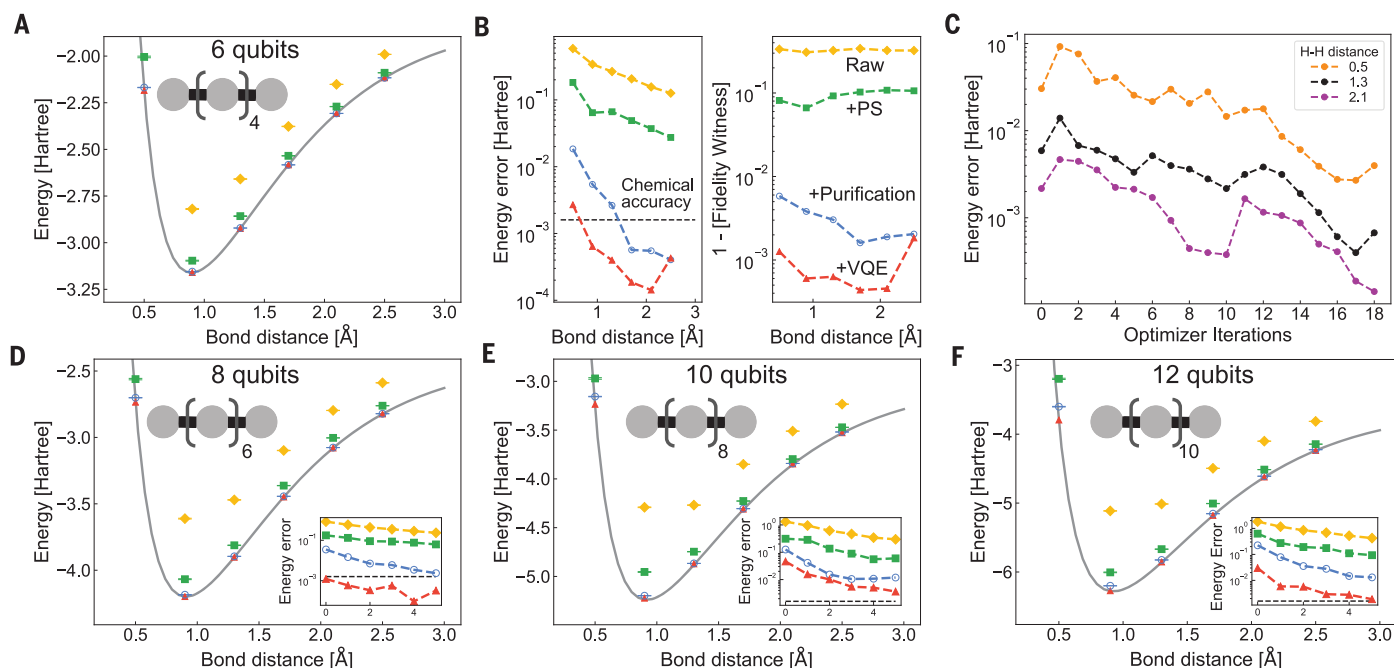 A
6 qubits
4
Energy [Hartree]
−2.00
−2.25
−2.50
−2.75
−3.00
−3.25
0.5 1.0 1.5 2.0 2.5 3.0
Bond distance [Å]
B
Energy error [Hartree]
10⁻¹
10⁻²
10⁻³
10⁻⁴
Chemical
accuracy
1 2 3
Bond distance [Å]
1 - [Fidelity Witness]
10⁻¹
10⁻²
10⁻³
Raw
+PS
+Purification
+VQE
1 2
Bond distance [Å]
C
Energy error [Hartree]
10⁻¹
10⁻²
10⁻³
H-H distance
0.5
1.3
2.1
0 2 4 6 8 10 12 14 16 18
Optimizer Iterations
D
8 qubits
6
Energy [Hartree]
−2.5
−3.0
−3.5
−4.0
Energy error
10⁻¹
10⁻³
0 2 4
0.5 1.0 1.5 2.0 2.5 3.0
Bond distance [Å]
E
10 qubits
8
Energy [Hartree]
−3.0
−3.5
−4.0
−4.5
−5.0
Energy error
10⁰
10⁻¹
10⁻²
0 2 4
0.5 1.0 1.5 2.0 2.5 3.0
Bond distance [Å]
F
12 qubits
10
Energy [Hartree]
−3
−4
−5
−6
Energy Error
10⁰
10⁻¹
10⁻²
0 2 4
0.5 1.0 1.5 2.0 2.5 3.0
Bond distance [Å]